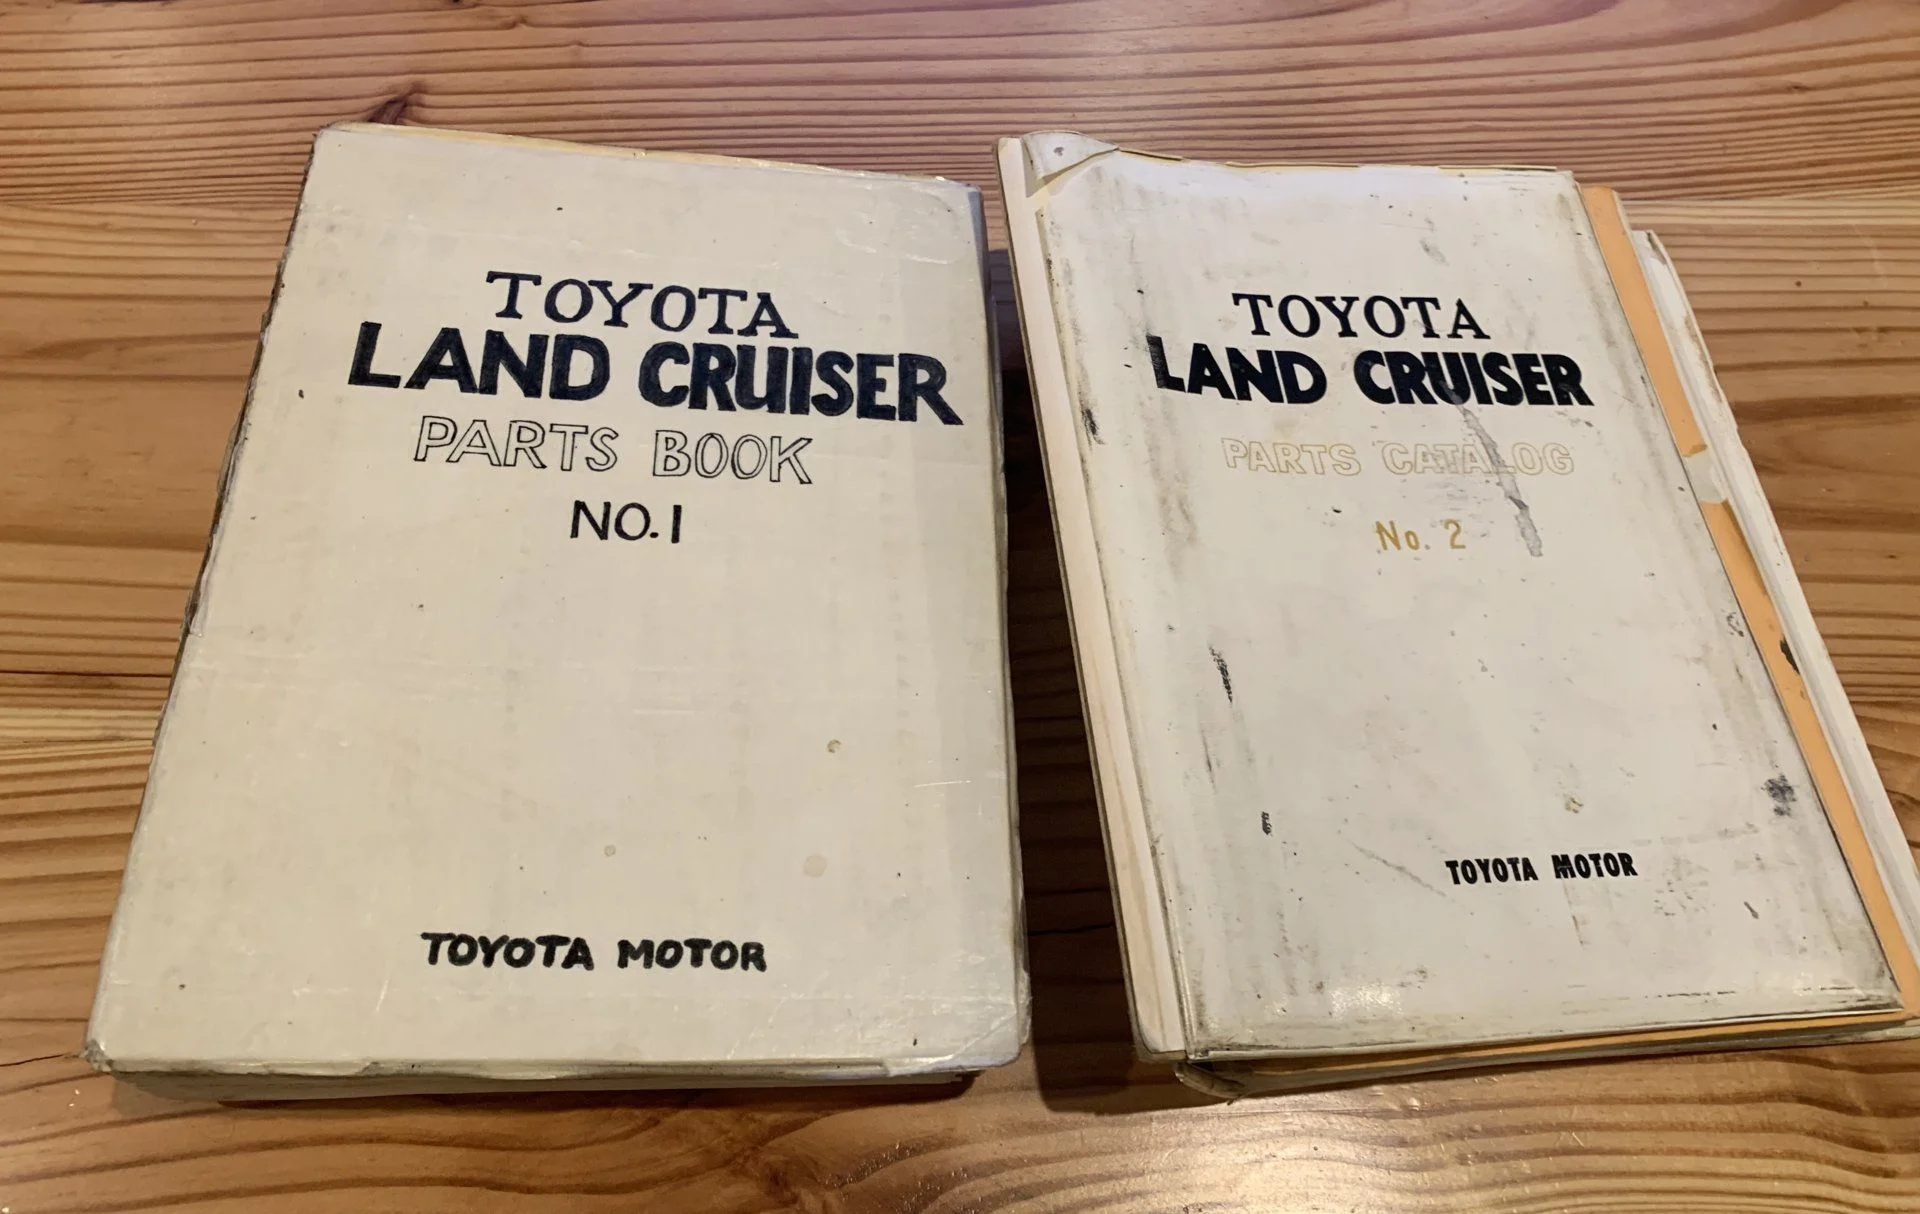 TOYOTA
LAND CRUISER
PARTS BOOK
NO. 1
TOYOTA MOTOR
TOYOTA
LAND CRUISER
PARTS CATALOG
No. 2
TOYOTA MOTOR